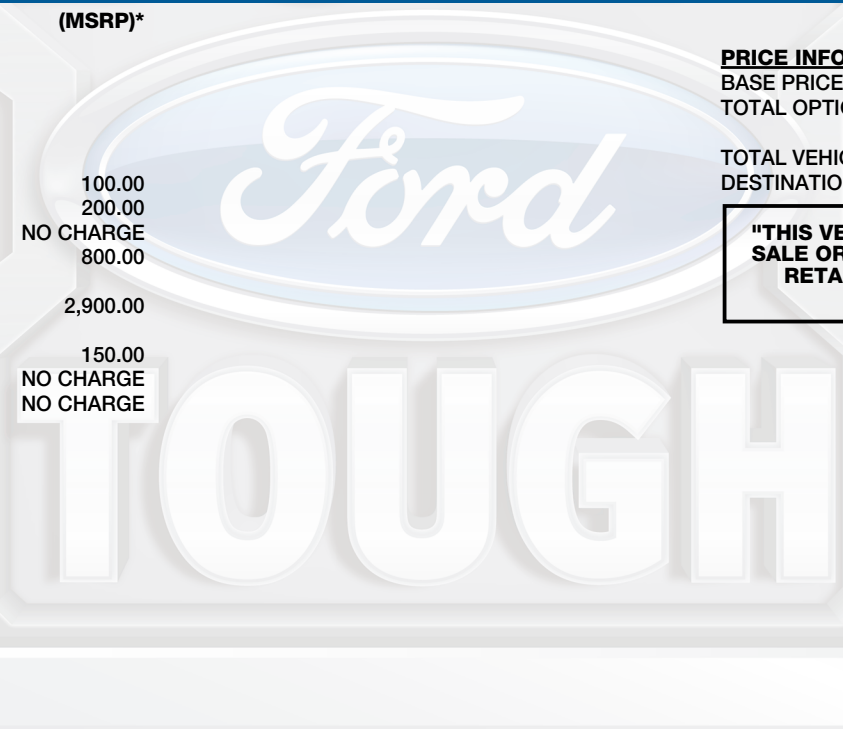 (MSRP)*
100.00
200.00
NO CHARGE
800.00
2,900.00
150.00
NO CHARGE
NO CHARGE
PRICE INFO
BASE PRICE
TOTAL OPTI
TOTAL VEHI
DESTINATIO
"THIS VE
SALE OR
RETA
Ford
TOUGH